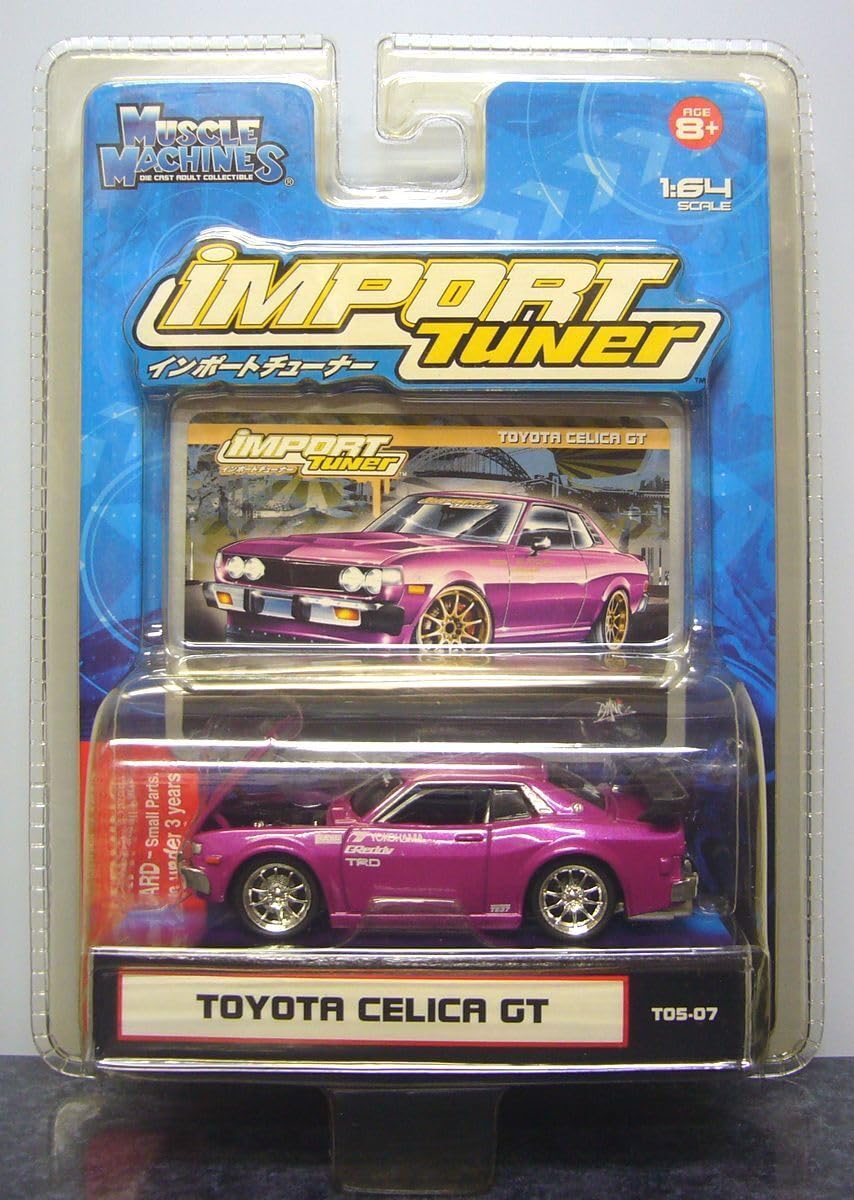 MUSCLE
MACHINES
DIE CAST ADULT COLLECTIBLE ®
AGE
8+
1:64
SCALE
IMPORT
TUNER
インポートチューナー
TM
IMPORT
TUNER
インポートチューナー
TOYOTA CELICA GT
ARD - Small Parts.
under 3 years
YOKOHAMA
GReddy
TRD
TOYOTA CELICA GT
T05-07